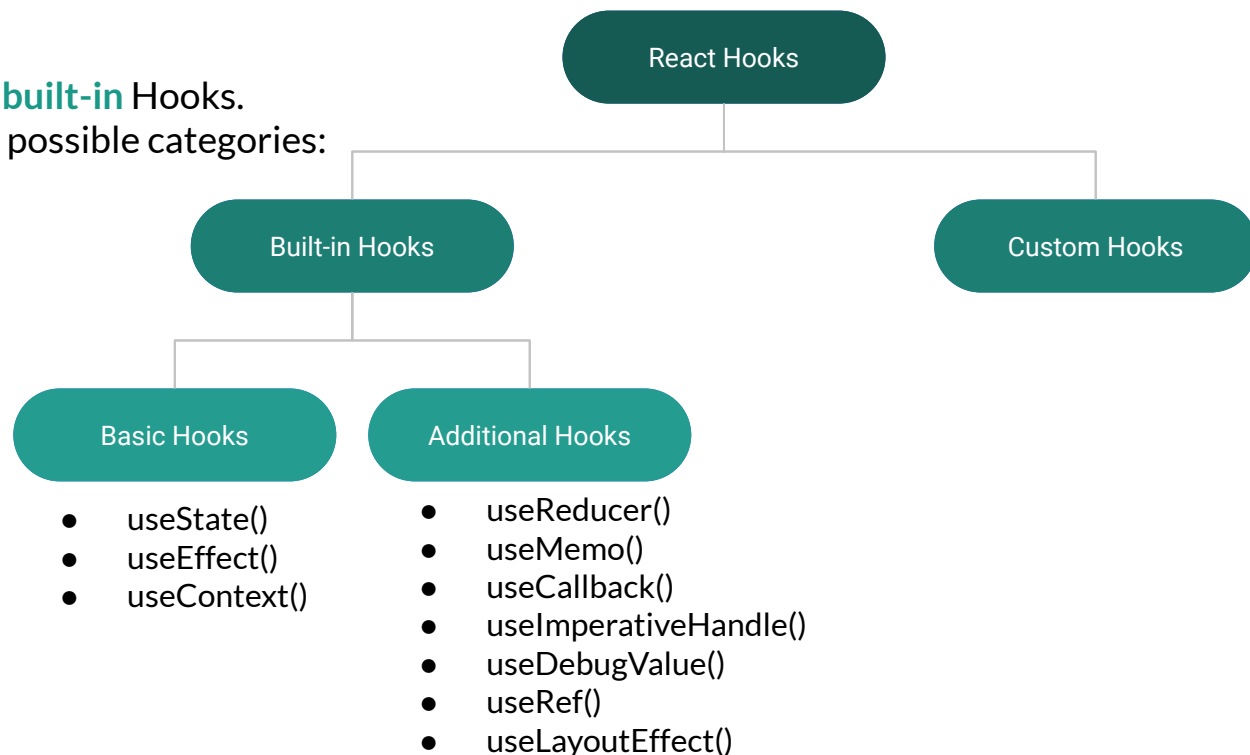 React Hooks
built-in Hooks.
possible categories:
Built-in Hooks
Custom Hooks
Basic Hooks
Additional Hooks
● useState()
● useEffect()
● useContext()
● useReducer()
● useMemo()
● useCallback()
● useImperativeHandle()
● useDebugValue()
● useRef()
● useLayoutEffect()